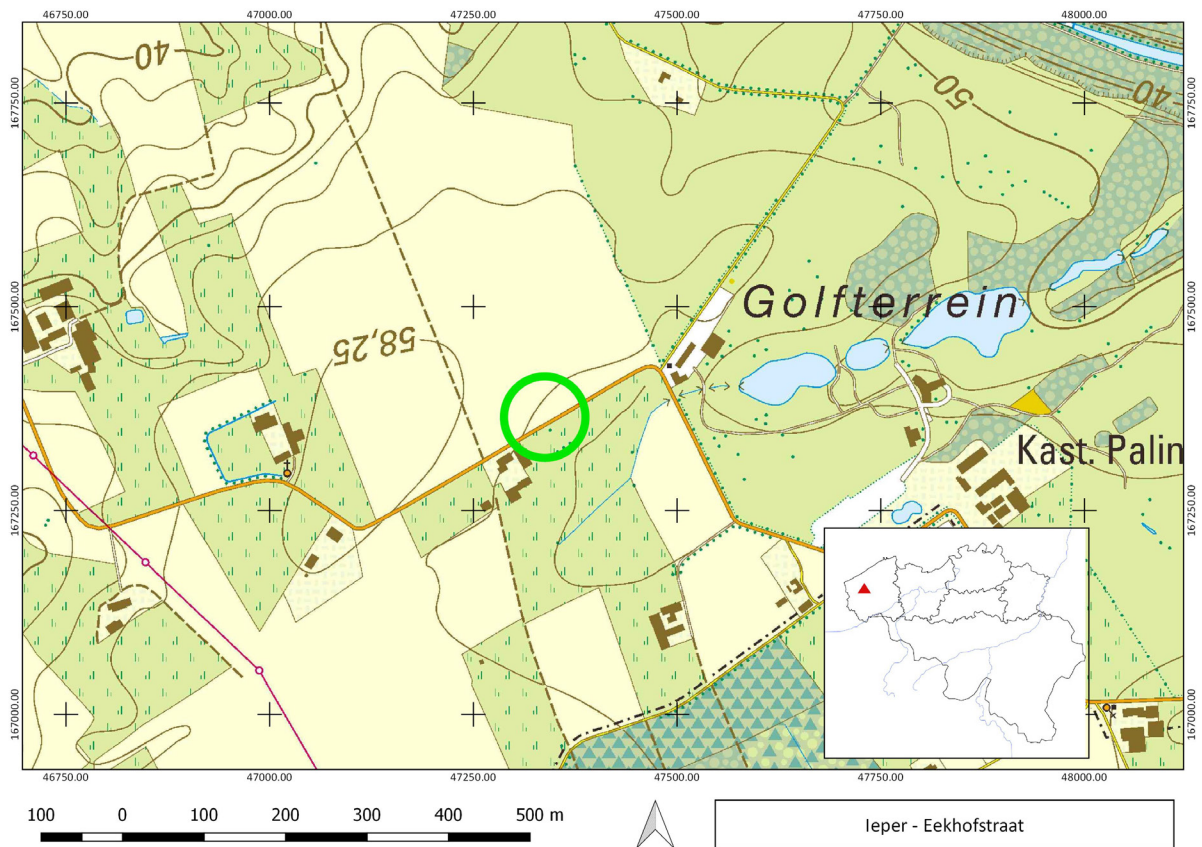 46750.00 47000.00 47250.00 47500.00 47750.00 48000.00
40
50
40
167750.00 167750.00
Golfterrein
167500.00 167500.00
58,25
Kast. Palin
167250.00 167250.00
167000.00 167000.00
46750.00 47000.00 47250.00 47500.00 47750.00 48000.00
100 0 100 200 300 400 500 m
Ieper - Eekhofstraat